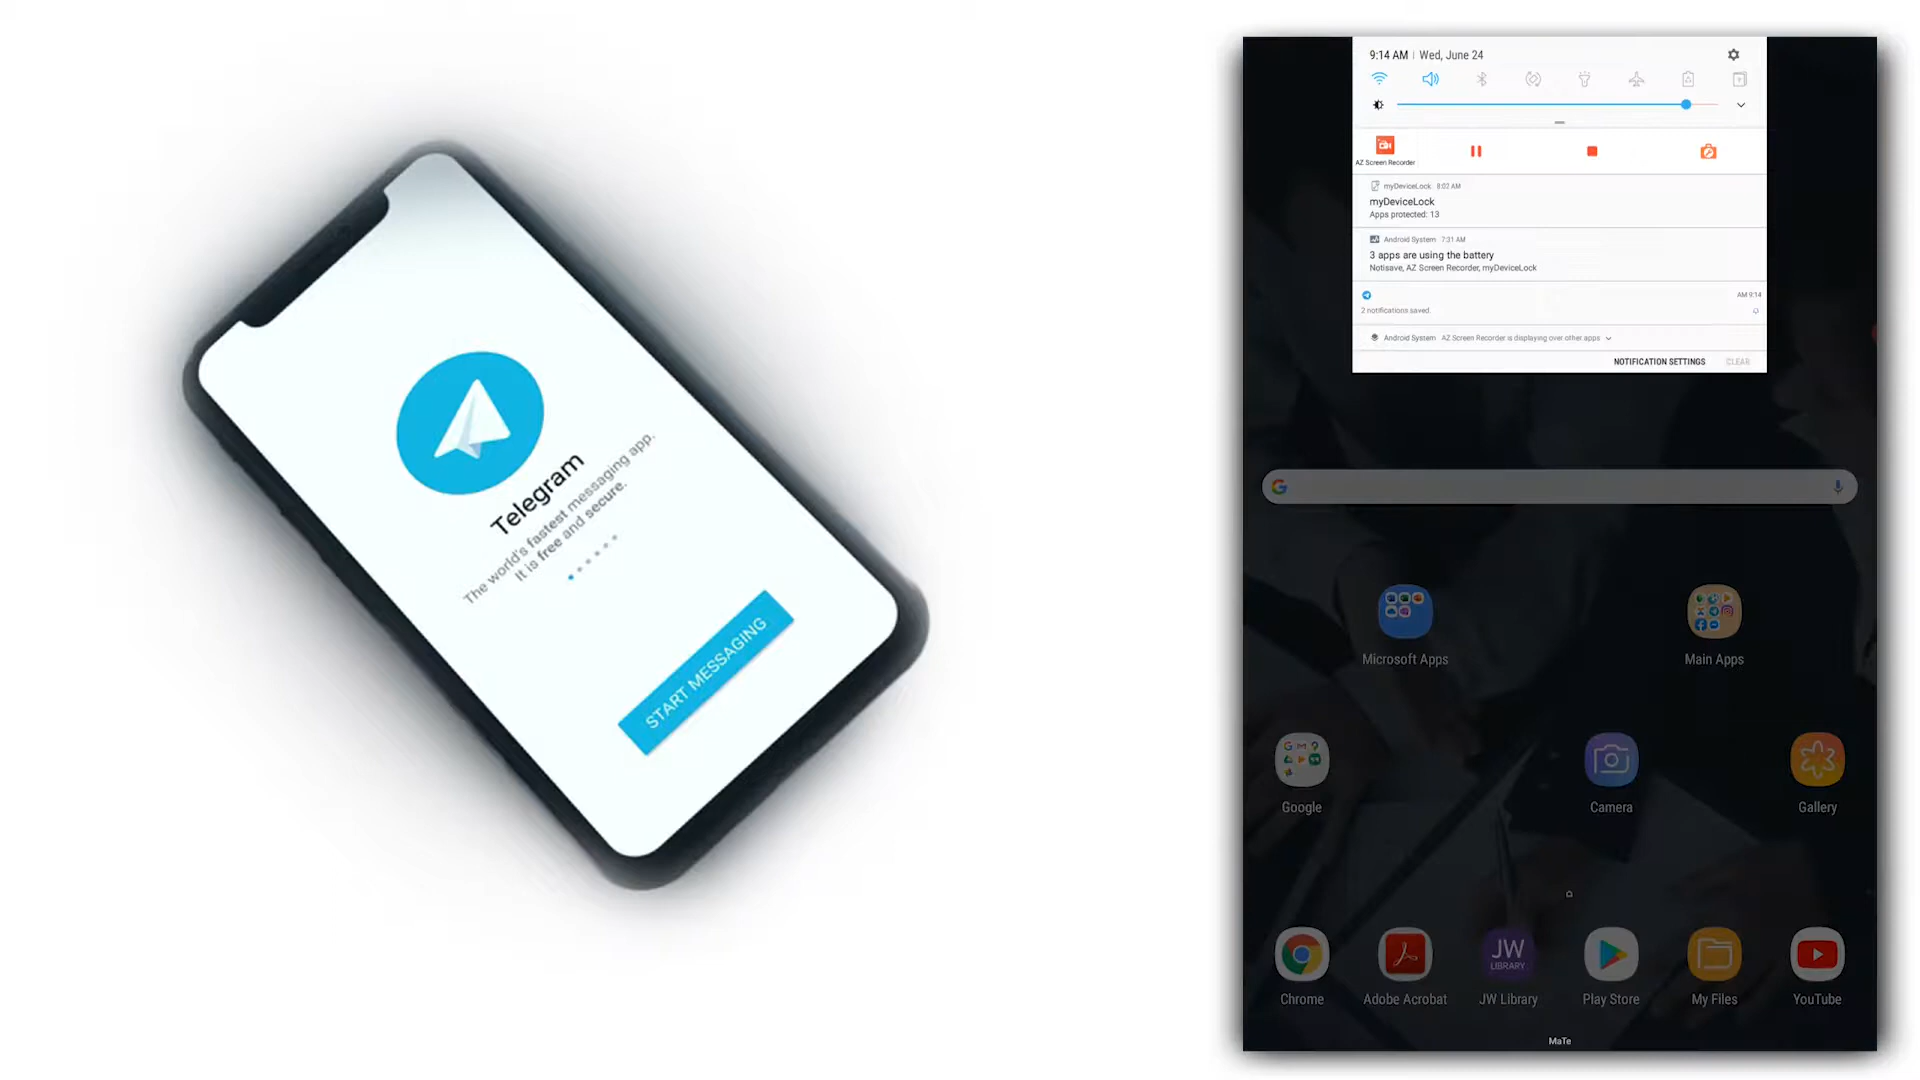 Telegram
The world's fastest messaging app.
It is free and secure.
START MESSAGING
9:14 AM | Wed, June 24
AZ Screen Recorder
myDeviceLock 8:02 AM
myDeviceLock
Apps protected: 13
Android System 7:31 AM
3 apps are using the battery
Notisave, AZ Screen Recorder, myDeviceLock
AM 9:14
2 notifications saved.
Android System AZ Screen Recorder is displaying over other apps
NOTIFICATION SETTINGS CLEAR
Microsoft Apps Main Apps
Google Camera Gallery
JW
LIBRARY
Chrome Adobe Acrobat JW Library Play Store My Files YouTube
MaTe